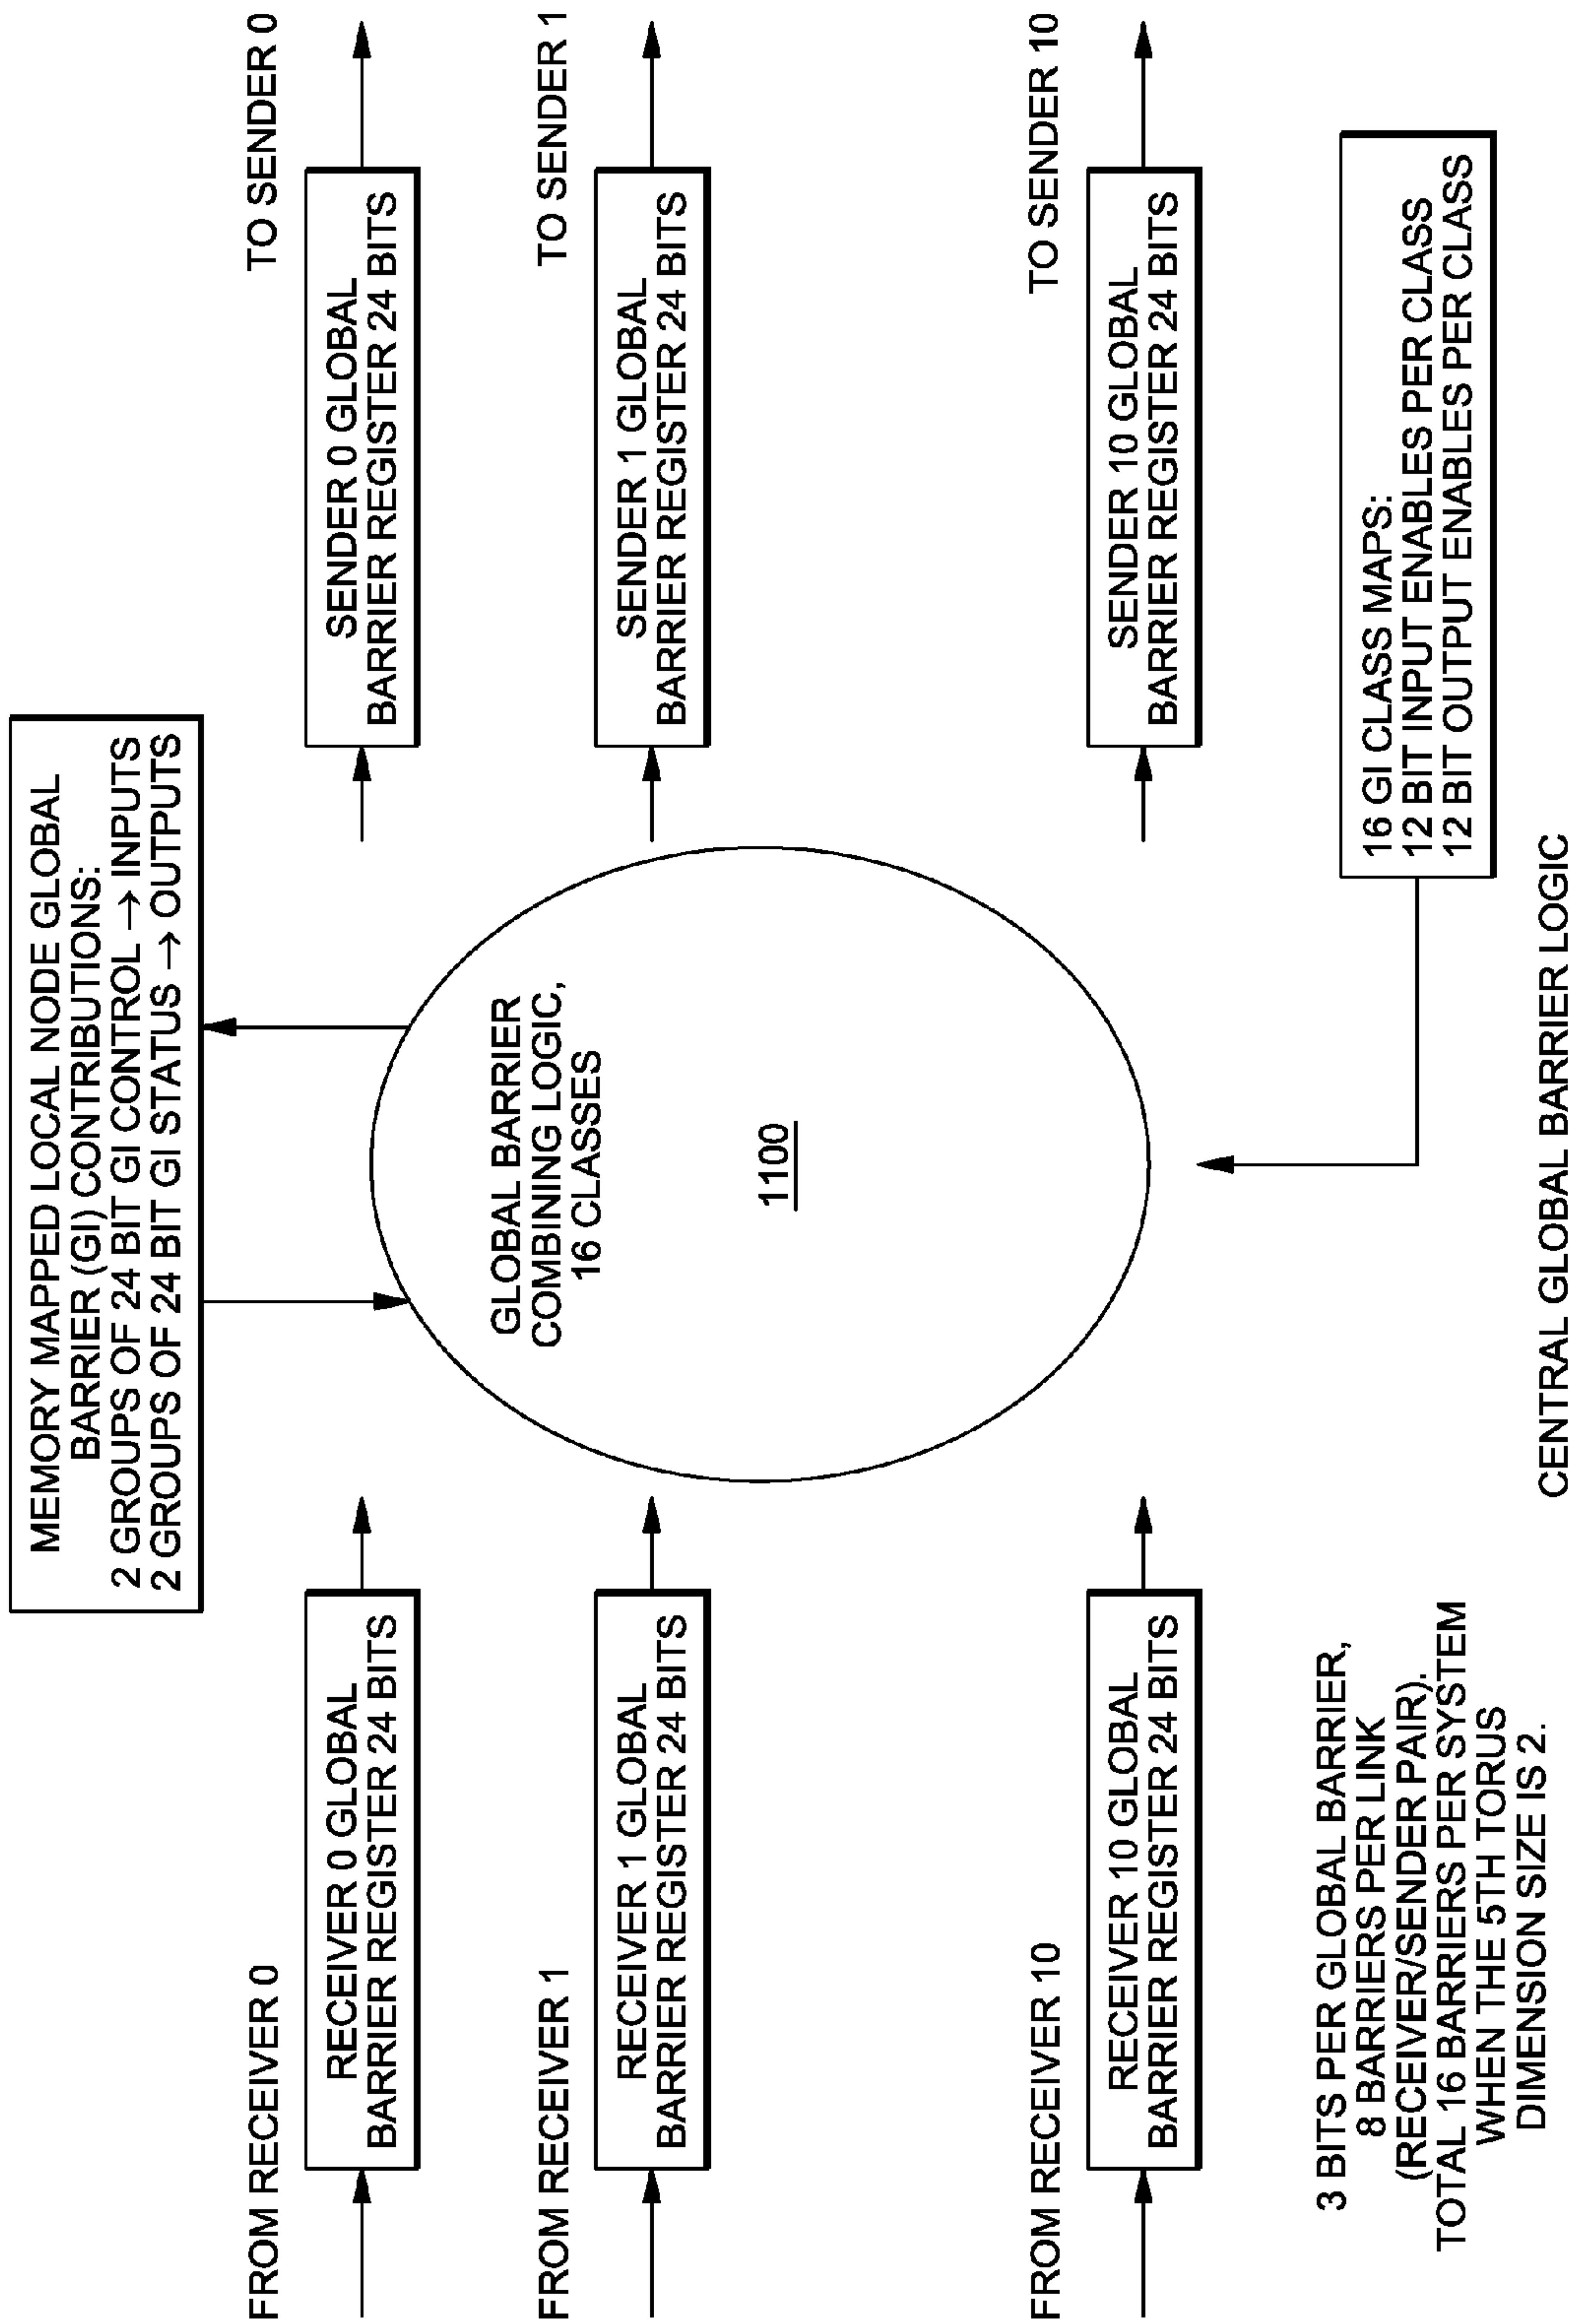 MEMORY MAPPED LOCAL NODE GLOBAL
BARRIER (GI) CONTRIBUTIONS:
2 GROUPS OF 24 BIT GI CONTROL → INPUTS
2 GROUPS OF 24 BIT GI STATUS → OUTPUTS
FROM RECEIVER 0
RECEIVER 0 GLOBAL
BARRIER REGISTER 24 BITS
SENDER 0 GLOBAL
BARRIER REGISTER 24 BITS
TO SENDER 0
FROM RECEIVER 1
RECEIVER 1 GLOBAL
BARRIER REGISTER 24 BITS
GLOBAL BARRIER
COMBINING LOGIC,
16 CLASSES
1100
SENDER 1 GLOBAL
BARRIER REGISTER 24 BITS
TO SENDER 1
FROM RECEIVER 10
RECEIVER 10 GLOBAL
BARRIER REGISTER 24 BITS
SENDER 10 GLOBAL
BARRIER REGISTER 24 BITS
TO SENDER 10
3 BITS PER GLOBAL BARRIER,
8 BARRIERS PER LINK
(RECEIVER/SENDER PAIR).
TOTAL 16 BARRIERS PER SYSTEM
WHEN THE 5TH TORUS
DIMENSION SIZE IS 2.
16 GI CLASS MAPS:
12 BIT INPUT ENABLES PER CLASS
12 BIT OUTPUT ENABLES PER CLASS
CENTRAL GLOBAL BARRIER LOGIC